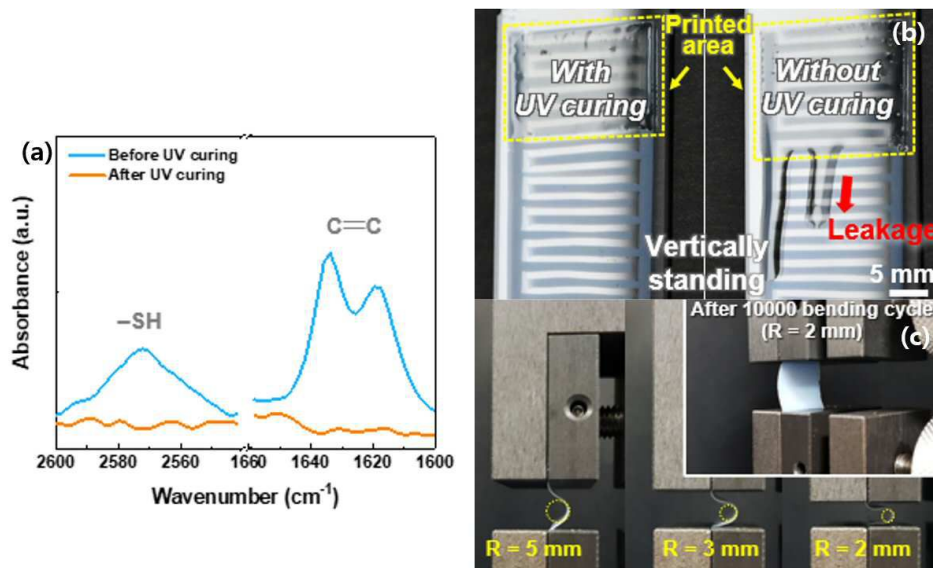 (a)
Before UV curing
After UV curing
C=C
–SH
Absorbance (a.u.)
2600 2580 2560 1660 1640 1620 1600
Wavenumber (cm⁻¹)
(b)
Printed
area
With
UV curing
Without
UV curing
Leakage
Vertically
standing
5 mm
(c)
After 10000 bending cycle
(R = 2 mm)
R = 5 mm
R = 3 mm
R = 2 mm